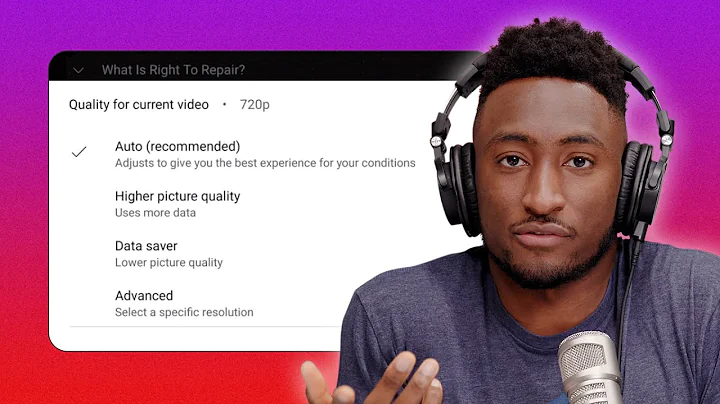 What Is Right To Repair?
Quality for current video • 720p
Auto (recommended)
Adjusts to give you the best experience for your conditions
Higher picture quality
Uses more data
Data saver
Lower picture quality
Advanced
Select a specific resolution